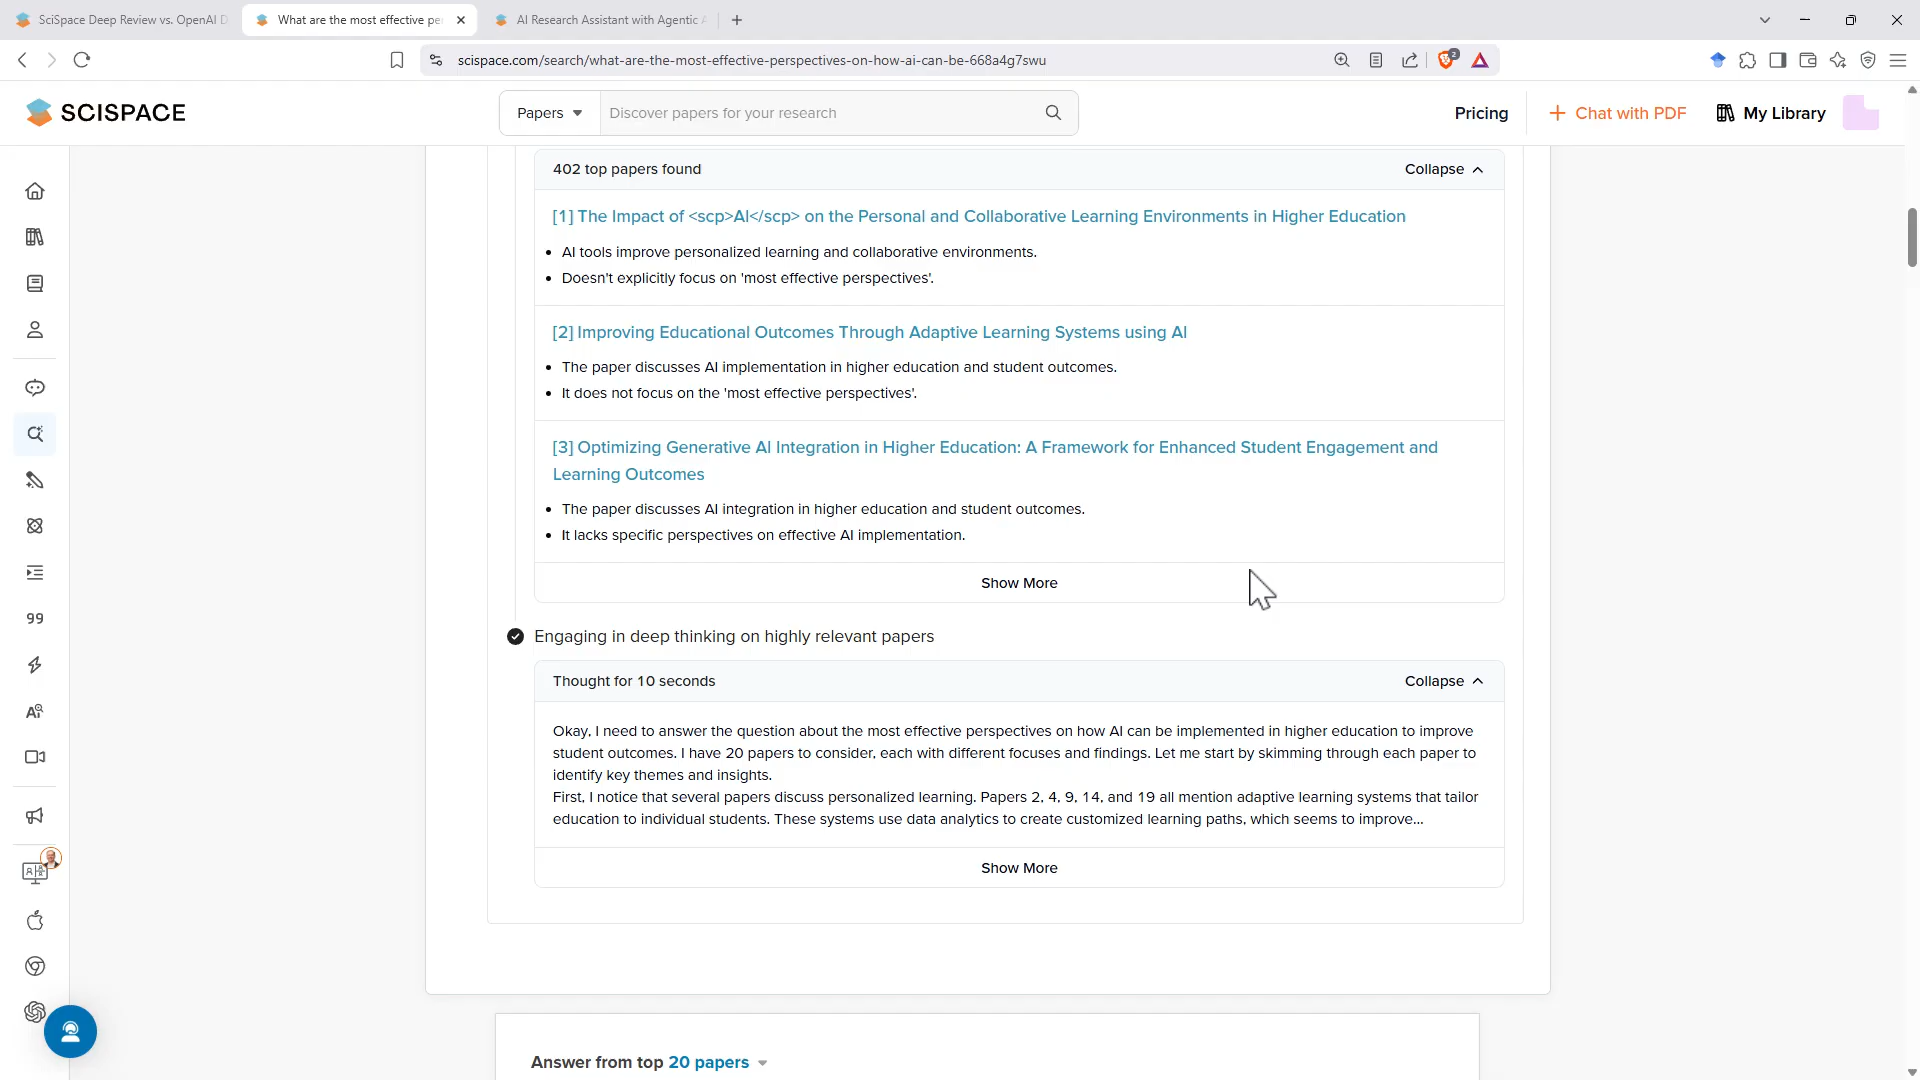 SciSpace Deep Review vs. OpenAI D
What are the most effective pe
AI Research Assistant with Agentic A
scispace.com/search/what-are-the-most-effective-perspectives-on-how-ai-can-be-668a4g7swu
2
SCISPACE
Papers
Discover papers for your research
Pricing
Chat with PDF
My Library
402 top papers found
Collapse
[1] The Impact of <scp>AI</scp> on the Personal and Collaborative Learning Environments in Higher Education
• AI tools improve personalized learning and collaborative environments.
• Doesn't explicitly focus on 'most effective perspectives'.
[2] Improving Educational Outcomes Through Adaptive Learning Systems using AI
• The paper discusses AI implementation in higher education and student outcomes.
• It does not focus on the 'most effective perspectives'.
[3] Optimizing Generative AI Integration in Higher Education: A Framework for Enhanced Student Engagement and
Learning Outcomes
• The paper discusses AI integration in higher education and student outcomes.
• It lacks specific perspectives on effective AI implementation.
Show More
Engaging in deep thinking on highly relevant papers
Thought for 10 seconds
Collapse
Okay, I need to answer the question about the most effective perspectives on how AI can be implemented in higher education to improve
student outcomes. I have 20 papers to consider, each with different focuses and findings. Let me start by skimming through each paper to
identify key themes and insights.
First, I notice that several papers discuss personalized learning. Papers 2, 4, 9, 14, and 19 all mention adaptive learning systems that tailor
education to individual students. These systems use data analytics to create customized learning paths, which seems to improve...
Show More
Answer from top 20 papers